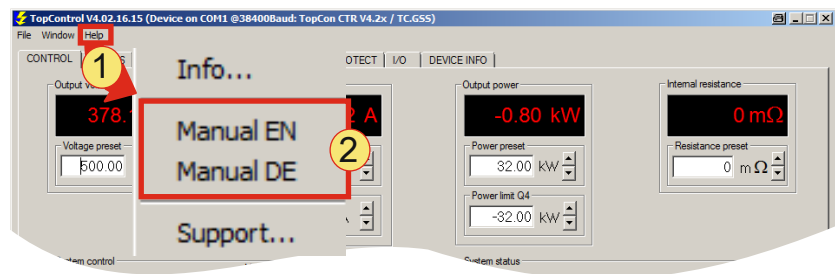 TopControl V4.02.16.15 (Device on COM1 @38400Baud: TopCon CTR V4.2x / TC.GSS)
File Window Help
CONTROL I/O DEVICE INFO
1
Info...
Manual EN
Manual DE
2
Support...
Output
378.
A
Voltage preset
500.00
Output power
-0.80 kW
Power preset
32.00 kW
Power limit Q4
-32.00 kW
Internal resistance
0 mΩ
Resistance preset
0 m Ω
control
System status